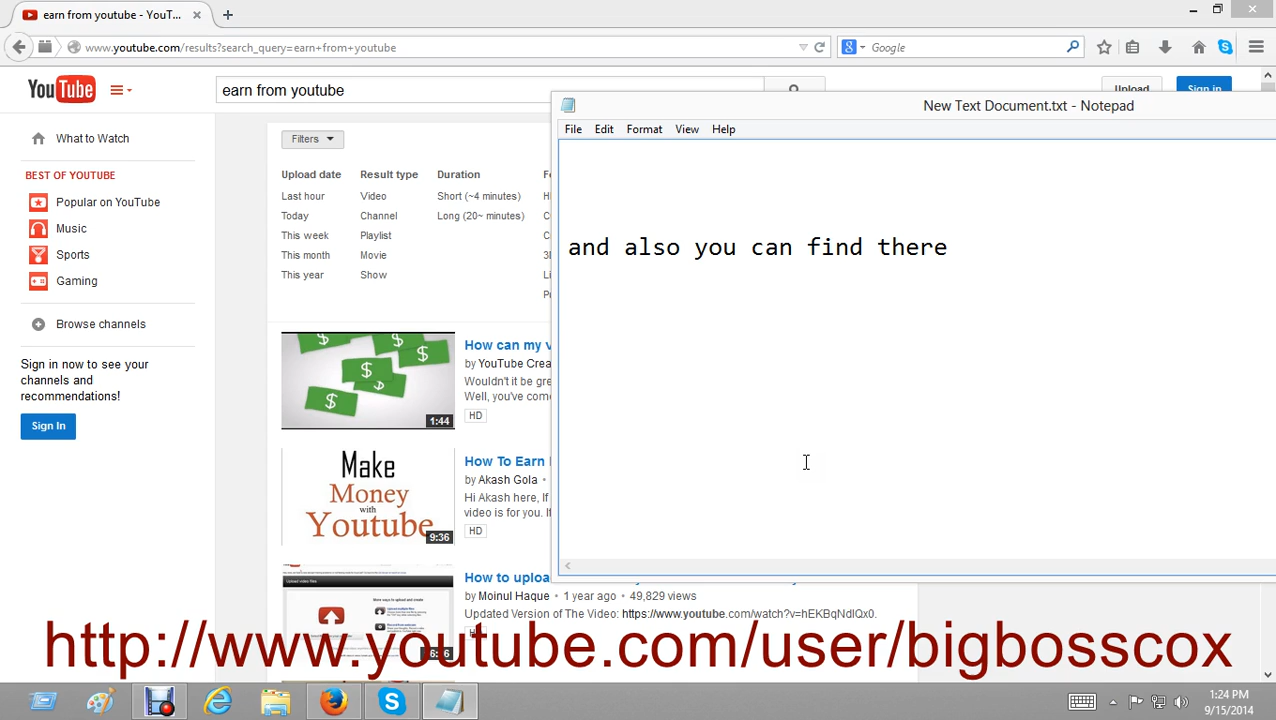 earn from youtube - YouT...
www.youtube.com/results?search_query=earn+from+youtube
Google
YouTube
earn from youtube
Upload
Sign in
New Text Document.txt - Notepad
File Edit Format View Help
and also you can find there
What to Watch
BEST OF YOUTUBE
Popular on YouTube
Music
Sports
Gaming
Browse channels
Sign in now to see your
channels and
recommendations!
Sign In
Filters
Upload date Result type Duration
Last hour Video Short (~4 minutes)
Today Channel Long (20~ minutes)
This week Playlist
This month Movie
This year Show
How can my v
by YouTube Crea
Wouldn't it be gre
Well, you've come
HD
1:44
Make
Money
with
Youtube
9:36
How To Earn
by Akash Gola •
Hi Akash here, If
video is for you. If
HD
Upload video files
How to uploa
by Moinul Haque • 1 year ago • 49,829 views
Updated Version of The Video:
http://www.youtube.com/user/bigbosscox
1:24 PM
9/15/2014